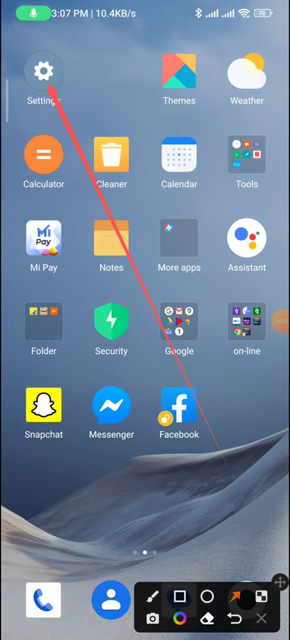 3:07 PM | 10.4KB/s
Settings Themes Weather
Calculator Cleaner Calendar Tools
Mi
Pay
Mi Pay Notes More apps Assistant
Folder Security Google on-line
Snapchat Messenger Facebook